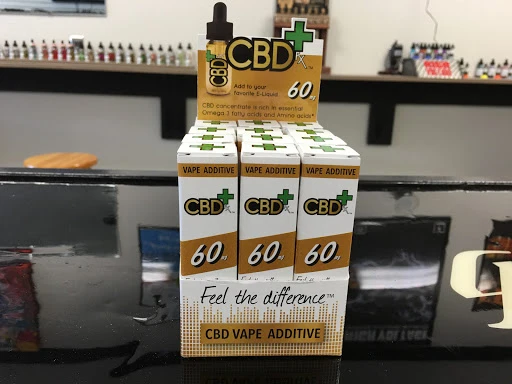 CBD
CBD
Rx™
Add to your
favorite E-Liquid
60mg
CBD concentrate is rich in essential
Omega 3 fatty acids and Amino acids*
VAPE ADDITIVE VAPE ADDITIVE VAPE ADDITIVE
CBD CBD CBD
60mg 60mg 60mg
Feel the difference™
CBD VAPE ADDITIVE